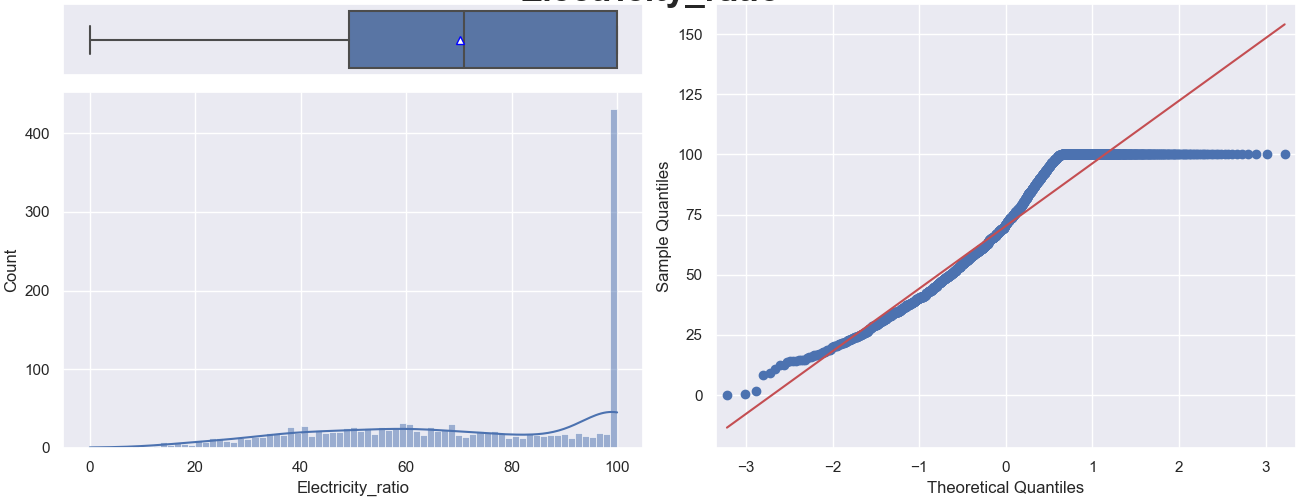 Electricity_ratio
400
300
200
100
0
Count
0 20 40 60 80 100
Electricity_ratio
150
125
100
75
50
25
0
Sample Quantiles
−3 −2 −1 0 1 2 3
Theoretical Quantiles